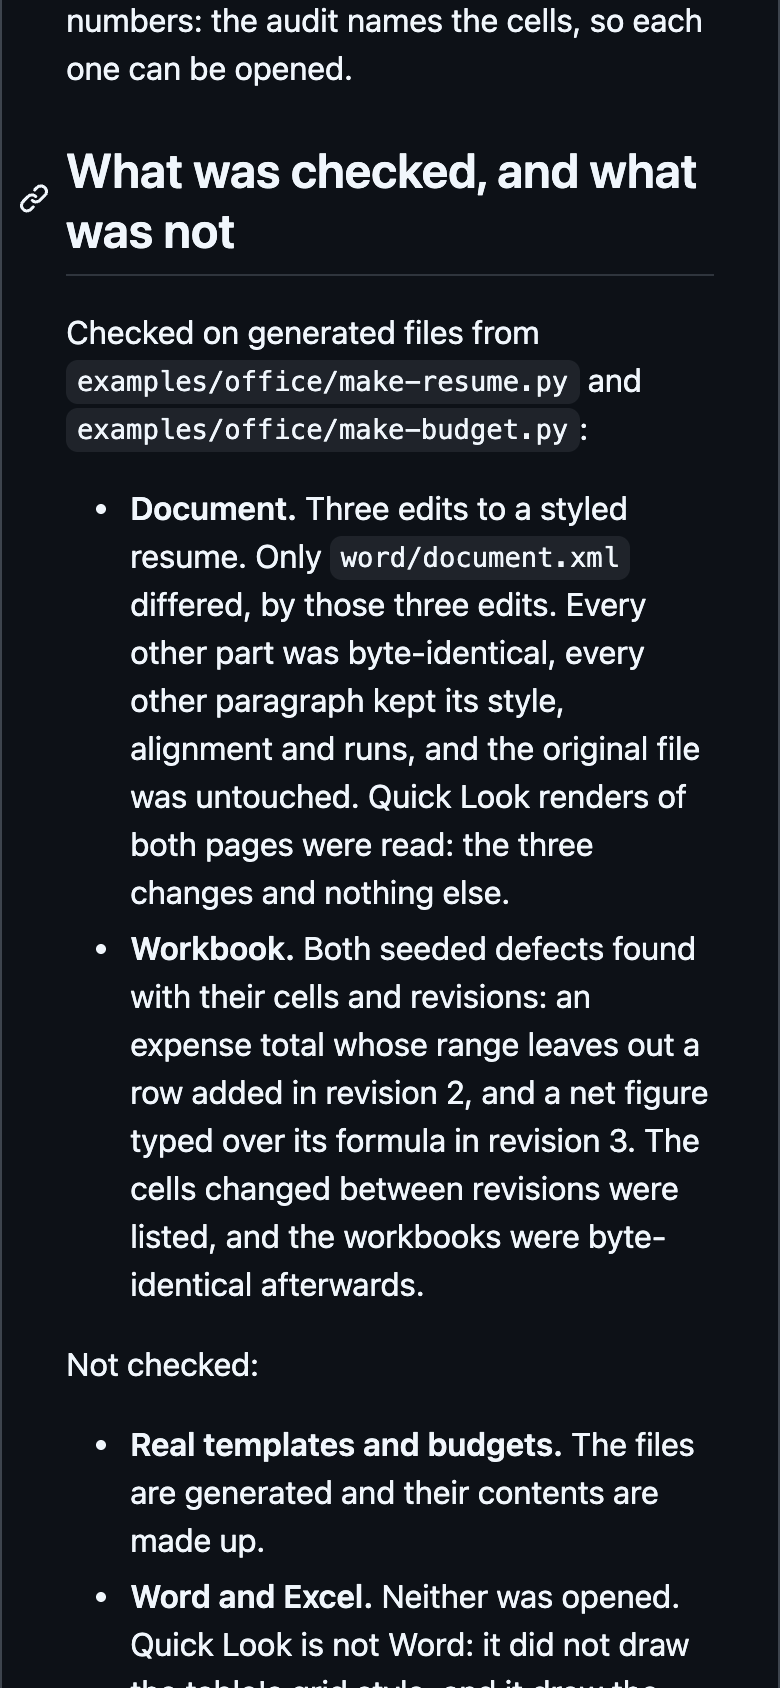 numbers: the audit names the cells, so each
one can be opened.
What was checked, and what
was not
Checked on generated files from
examples/office/make-resume.py and
examples/office/make-budget.py:
• Document. Three edits to a styled
resume. Only word/document.xml
differed, by those three edits. Every
other part was byte-identical, every
other paragraph kept its style,
alignment and runs, and the original file
was untouched. Quick Look renders of
both pages were read: the three
changes and nothing else.
• Workbook. Both seeded defects found
with their cells and revisions: an
expense total whose range leaves out a
row added in revision 2, and a net figure
typed over its formula in revision 3. The
cells changed between revisions were
listed, and the workbooks were byte-
identical afterwards.
Not checked:
• Real templates and budgets. The files
are generated and their contents are
made up.
• Word and Excel. Neither was opened.
Quick Look is not Word: it did not draw